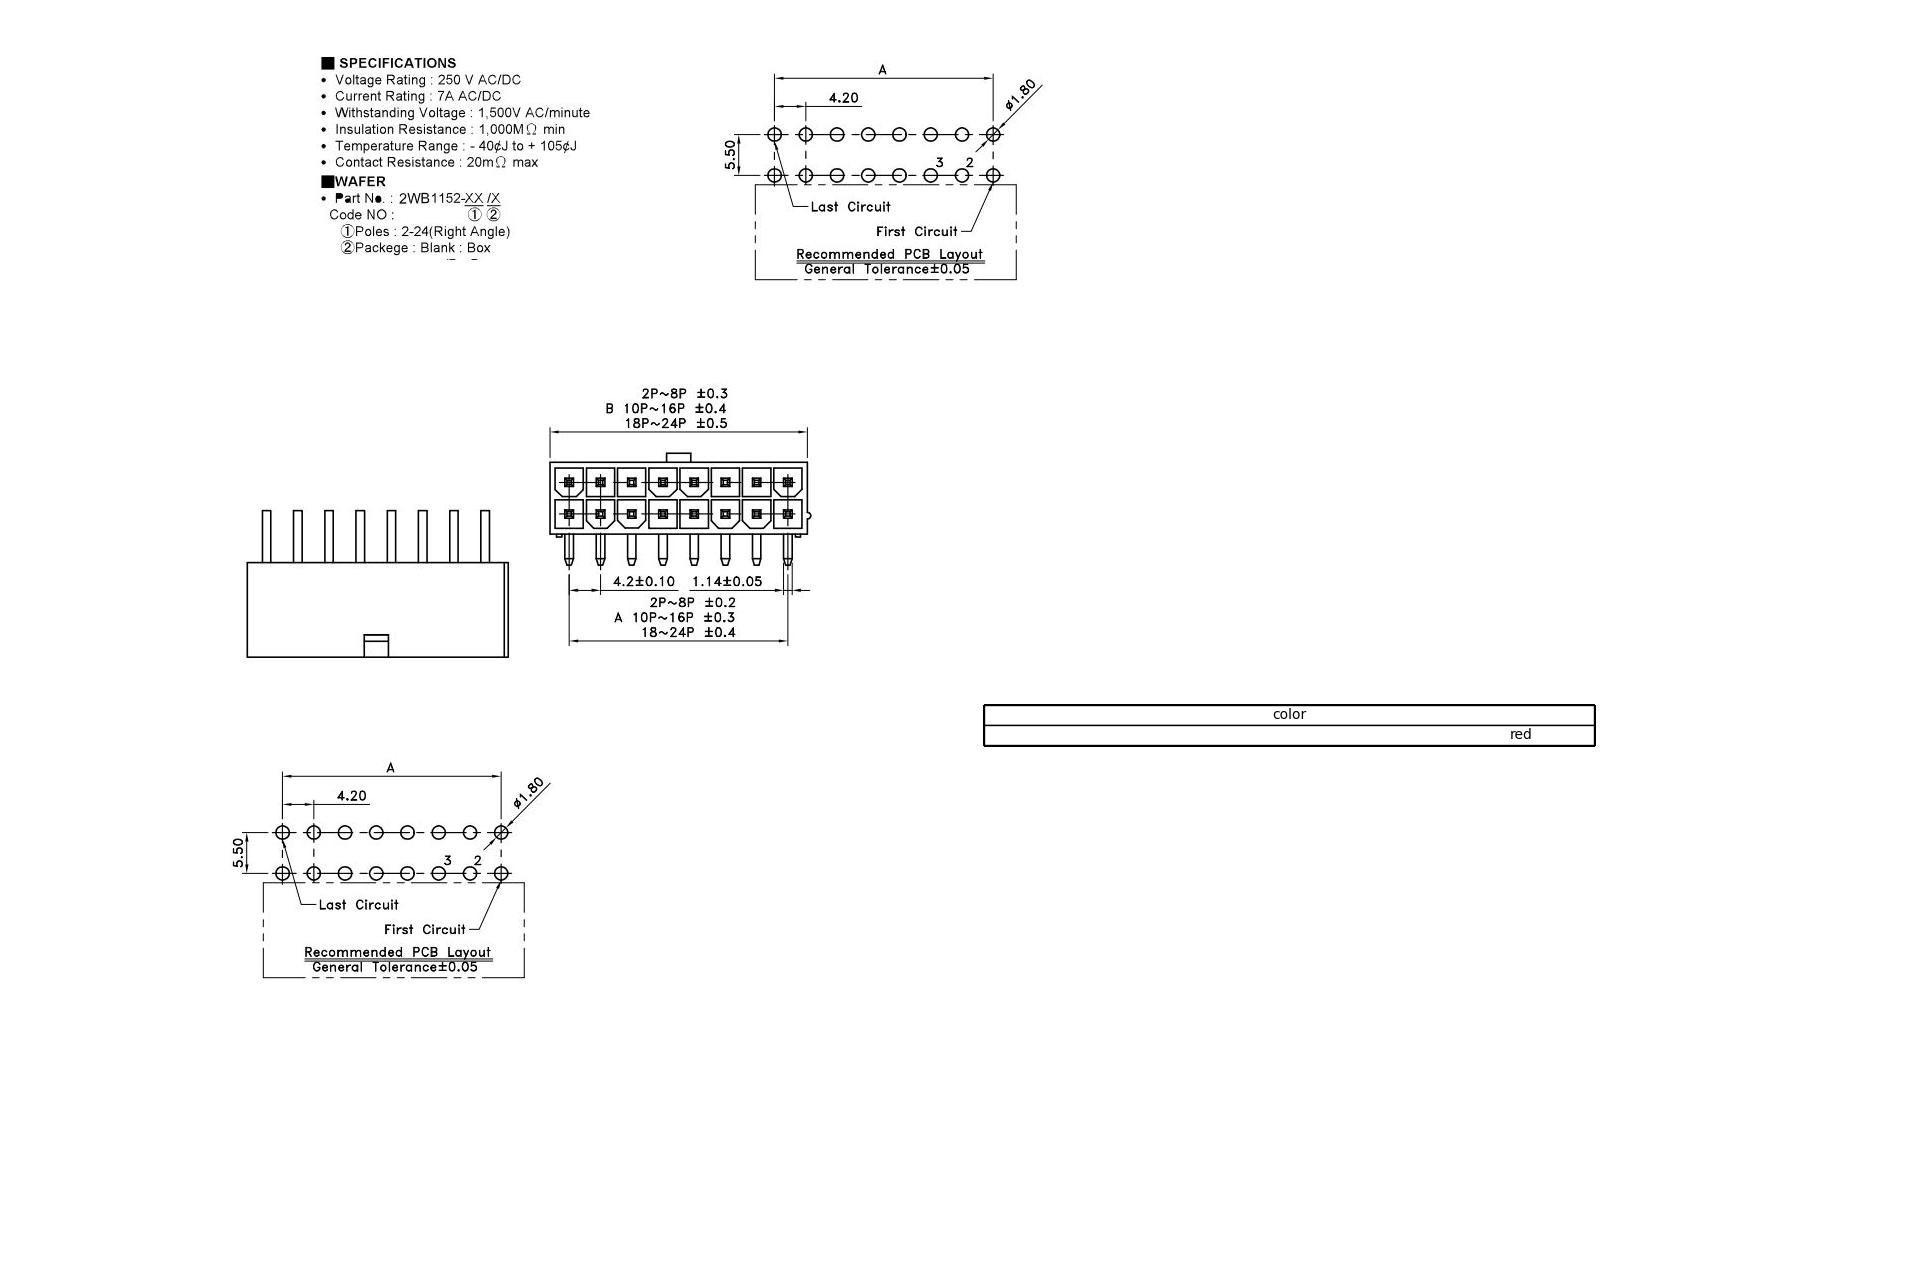 ■ SPECIFICATIONS
• Voltage Rating : 250 V AC/DC
• Current Rating : 7A AC/DC
• Withstanding Voltage : 1,500V AC/minute
• Insulation Resistance : 1,000MΩ min
• Temperature Range : - 40¢J to + 105¢J
• Contact Resistance : 20mΩ max
■WAFER
• Part No. : 2WB1152-XX /X
Code NO : ① ②
①Poles : 2-24(Right Angle)
②Packege : Blank : Box
A
4.20
ø1.80
5.50
3 2
Last Circuit
First Circuit
Recommended PCB Layout
General Tolerance±0.05
2P~8P ±0.3
B 10P~16P ±0.4
18P~24P ±0.5
4.2±0.10 1.14±0.05
2P~8P ±0.2
A 10P~16P ±0.3
18~24P ±0.4
color
red
A
4.20
ø1.80
5.50
3 2
Last Circuit
First Circuit
Recommended PCB Layout
General Tolerance±0.05